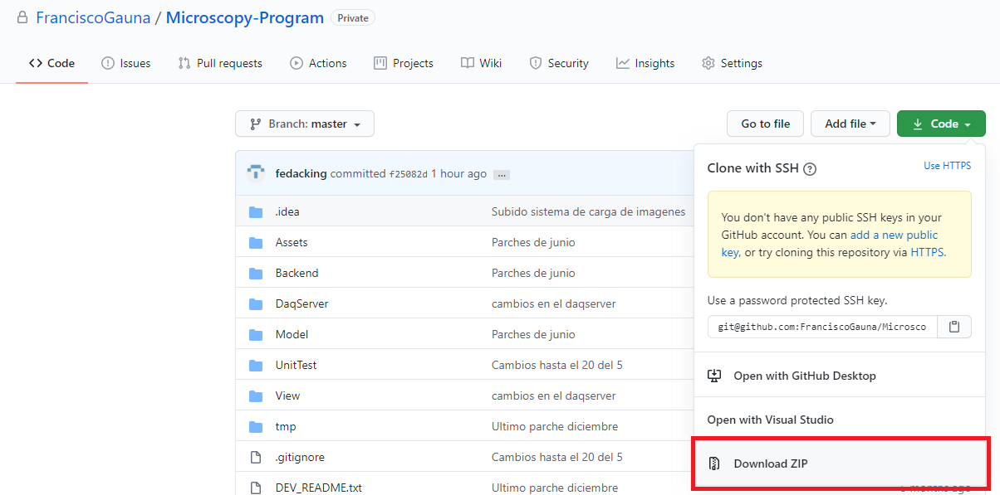 FranciscoGauna / Microscopy-Program Private
Code Issues Pull requests Actions Projects Wiki Security Insights Settings
Branch: master Go to file Add file Code
fedacking committed f25082d 1 hour ago ...
.idea Subido sistema de carga de imagenes
Assets Parches de junio
Backend Parches de junio
DaqServer cambios en el daqserver
Model Parches de junio
UnitTest Cambios hasta el 20 del 5
View cambios en el daqserver
tmp Ultimo parche diciembre
.gitignore Cambios hasta el 20 del 5
DEV_README.txt Ultimo parche diciembre
Clone with SSH ? Use HTTPS
You don't have any public SSH keys in your
GitHub account. You can add a new public
key, or try cloning this repository via HTTPS.
Use a password protected SSH key.
git@github.com:FranciscoGauna/Microsco
Open with GitHub Desktop
Open with Visual Studio
Download ZIP
months ago